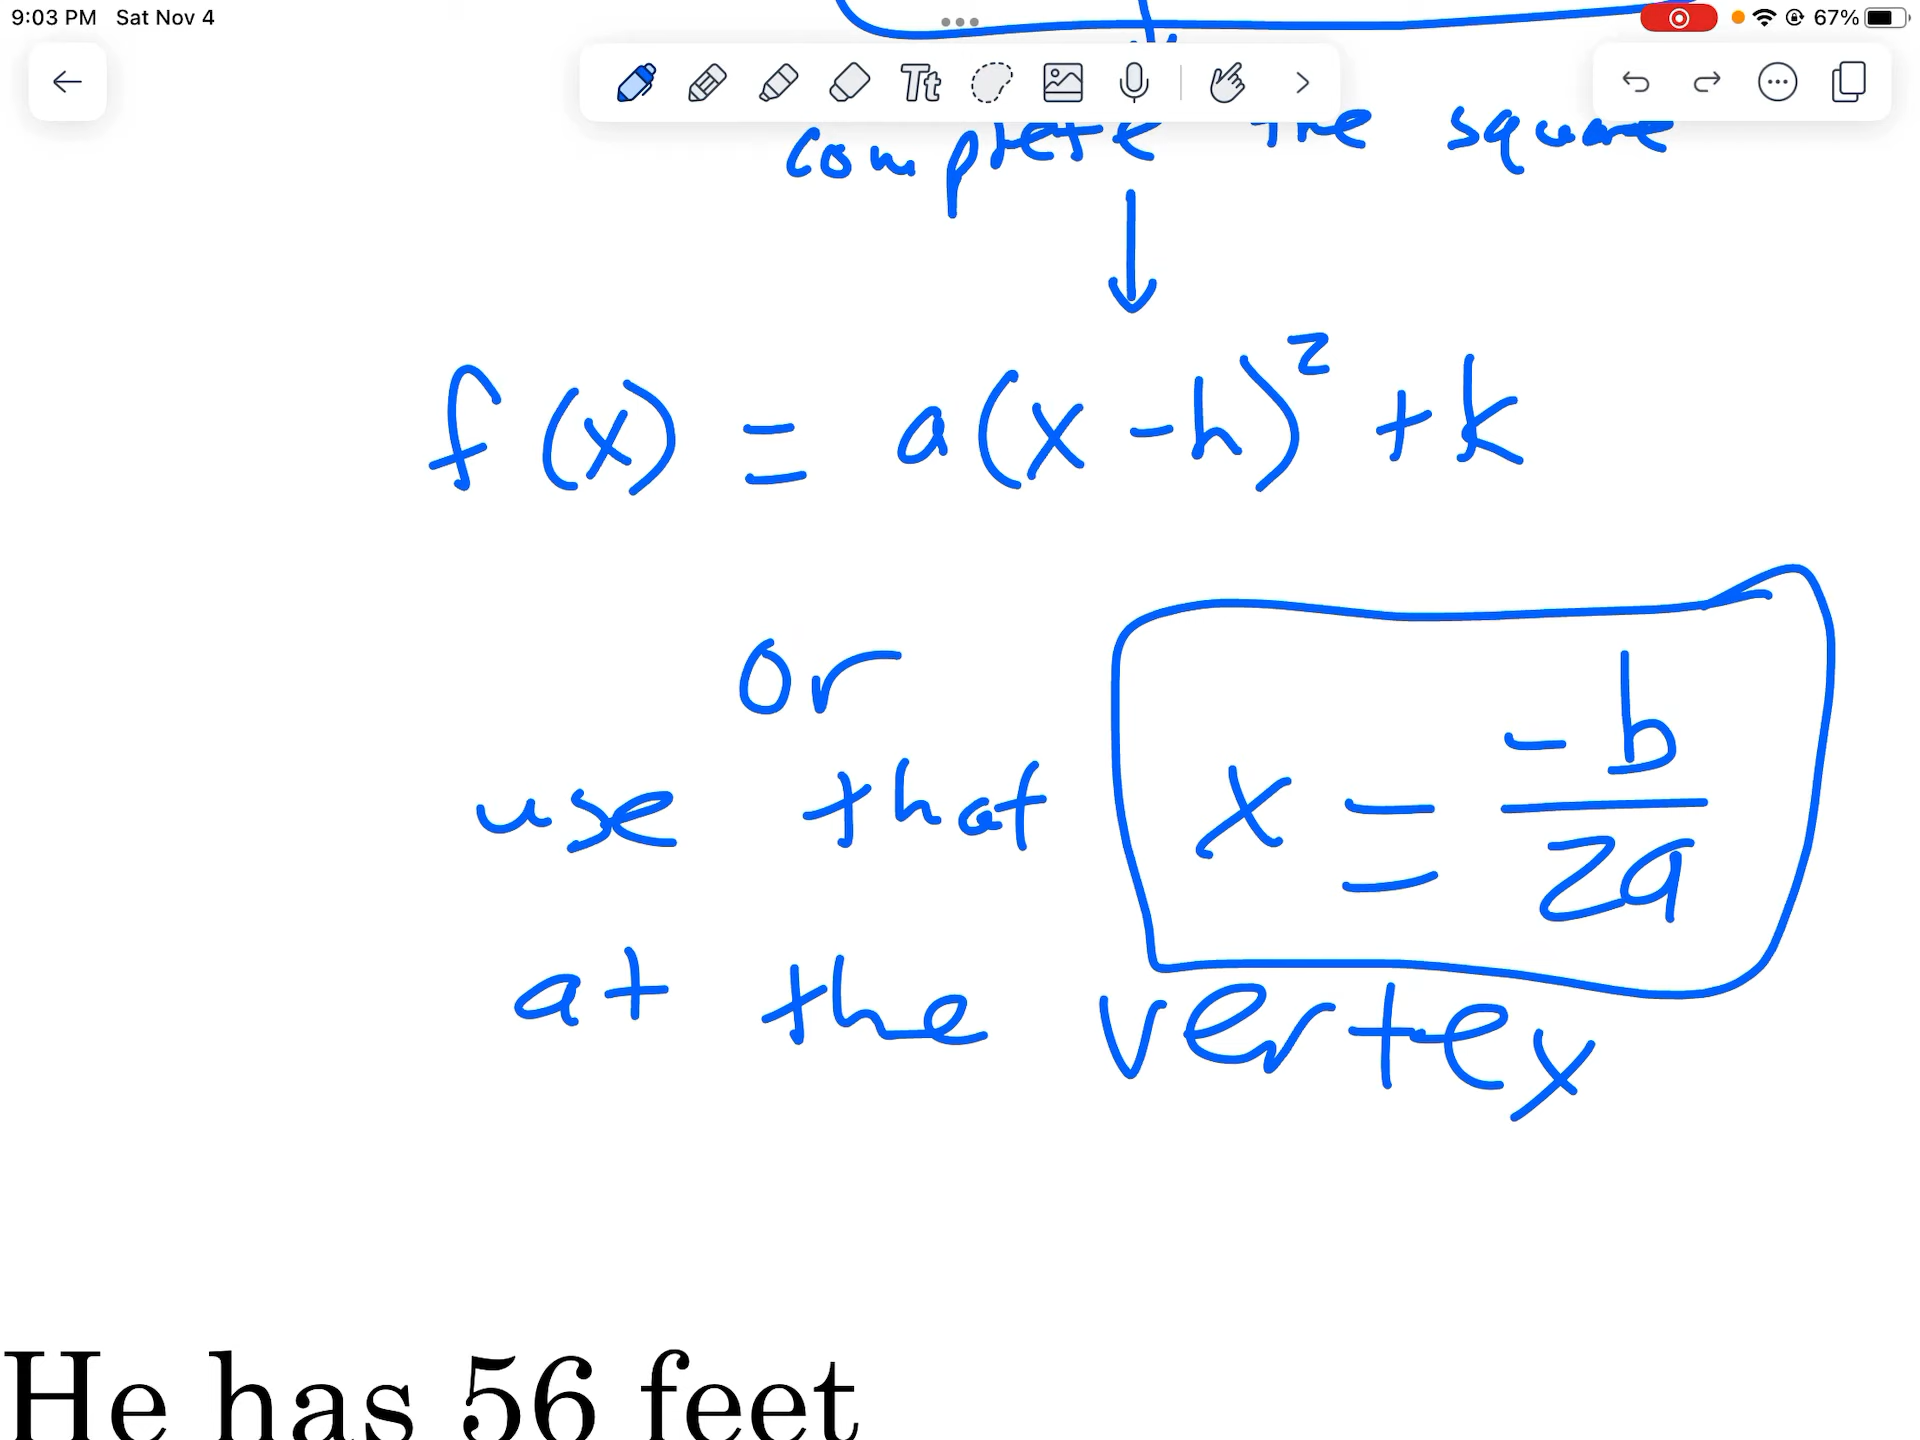 9:03 PM Sat Nov 4
67%
Tt
complete the square
f(x) = a(x-h)² + k
or
use that x = -b/2a
at the vertex
He has 56 feet